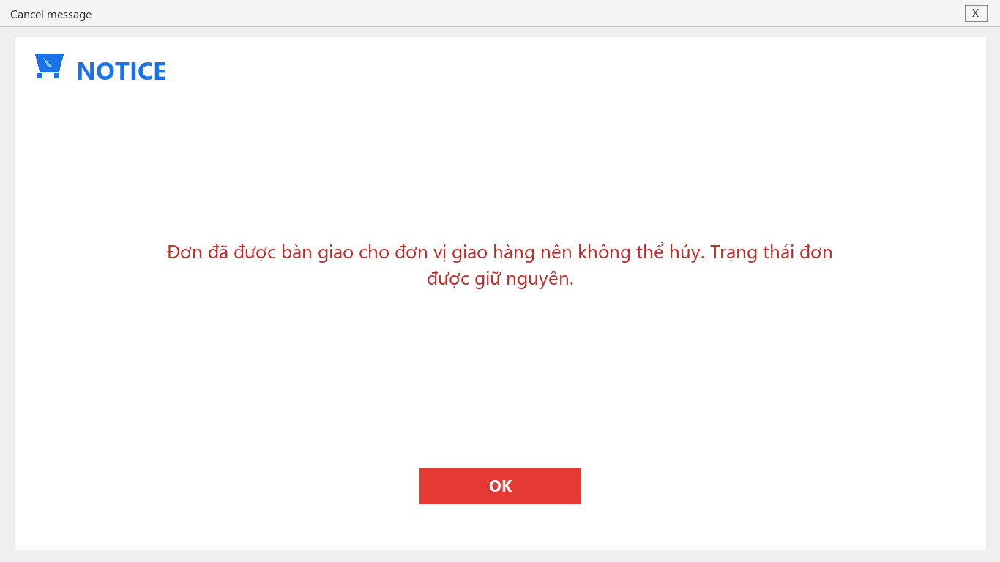 Cancel message
X
NOTICE
Đơn đã được bàn giao cho đơn vị giao hàng nên không thể hủy. Trạng thái đơn
được giữ nguyên.
OK